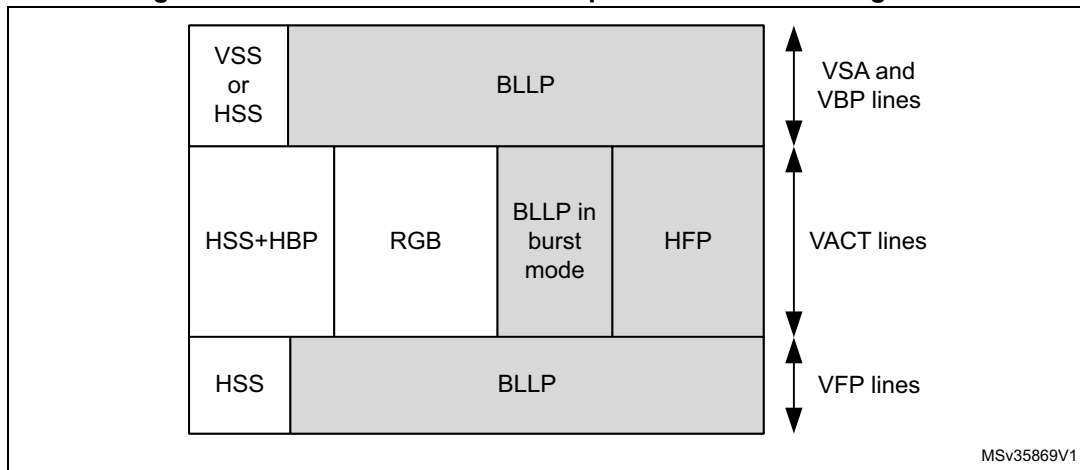 VSS
or
HSS
BLLP
VSA and
VBP lines
HSS+HBP
RGB
BLLP in
burst
mode
HFP
VACT lines
HSS
BLLP
VFP lines
MSv35869V1